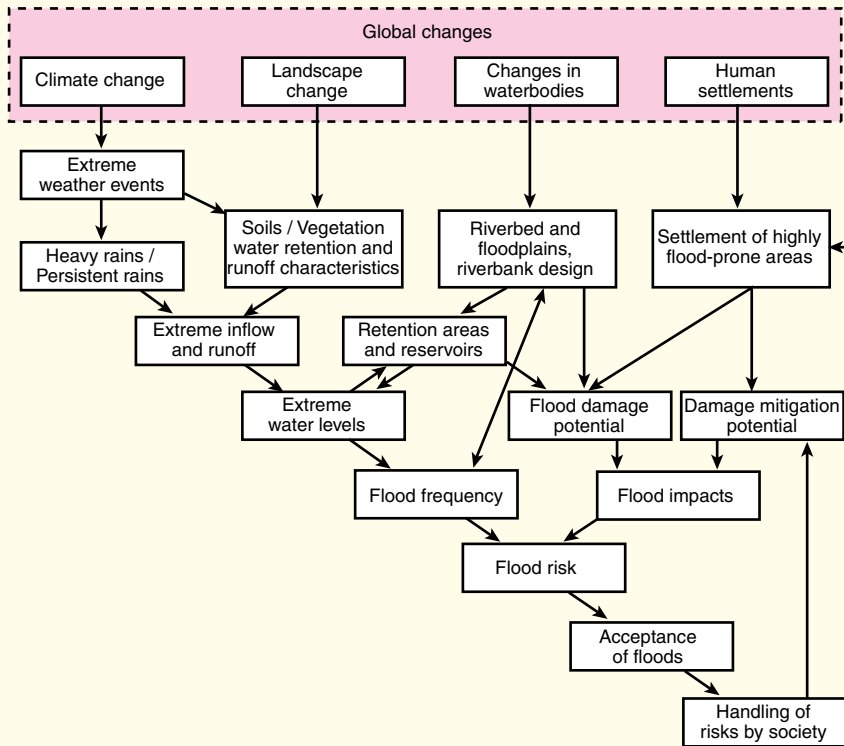 Global changes
Climate change
Landscape
change
Changes in
waterbodies
Human
settlements
Extreme
weather events
Soils / Vegetation
water retention and
runoff characteristics
Riverbed and
floodplains,
riverbank design
Settlement of highly
flood-prone areas
Heavy rains /
Persistent rains
Extreme inflow
and runoff
Retention areas
and reservoirs
Extreme
water levels
Flood damage
potential
Damage mitigation
potential
Flood frequency
Flood impacts
Flood risk
Acceptance
of floods
Handling of
risks by society